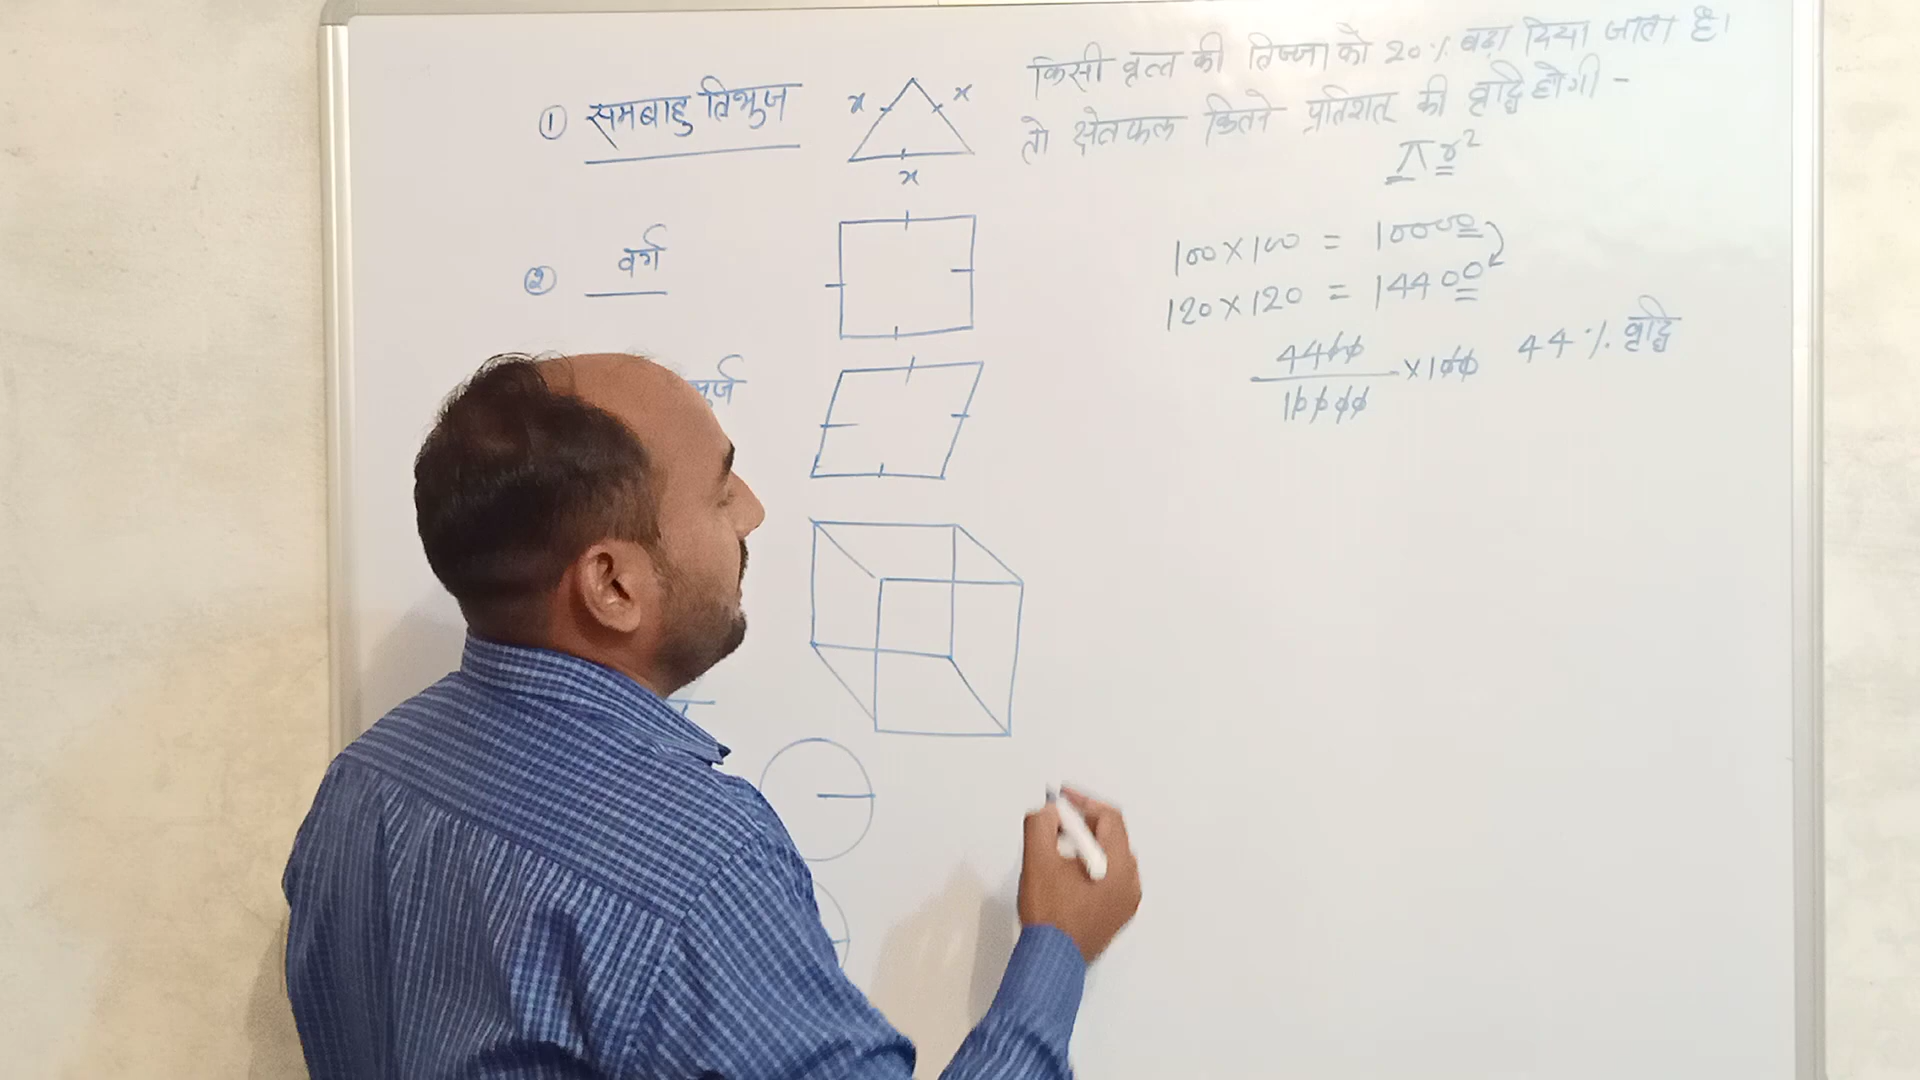 ① समबाहु त्रिभुज
x x
x
② वर्ग
र्ज
किसी वृत्त की त्रिज्जा को 20% बढ़ा दिया जाता है।
तो क्षेत्रफल कितने प्रतिशत् की वृद्धि होगी -
πr²
100×100 = 10000
120×120 = 14400
4400
10000 ×100 44% वृद्धि